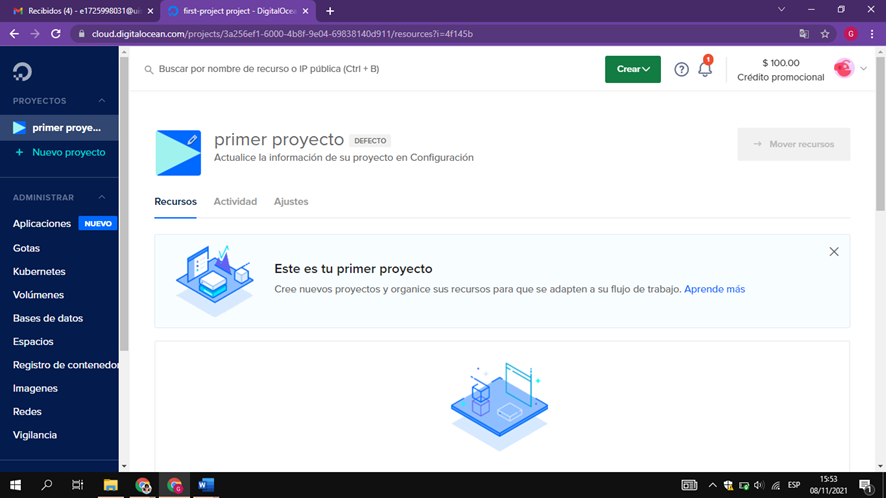 Recibidos (4) - e1725998031@ui
first-project project - DigitalOcea
cloud.digitalocean.com/projects/3a256ef1-6000-4b8f-9e04-69838140d911/resources?i=4f145b
G
Buscar por nombre de recurso o IP pública (Ctrl + B)
Crear
?
1
$ 100.00
Crédito promocional
PROYECTOS
primer proye...
+ Nuevo proyecto
ADMINISTRAR
Aplicaciones NUEVO
Gotas
Kubernetes
Volúmenes
Bases de datos
Espacios
Registro de contenedor
Imagenes
Redes
Vigilancia
primer proyecto DEFECTO
Actualice la información de su proyecto en Configuración
Mover recursos
Recursos Actividad Ajustes
Este es tu primer proyecto
Cree nuevos proyectos y organice sus recursos para que se adapten a su flujo de trabajo. Aprende más
ESP
15:53
08/11/2021
1